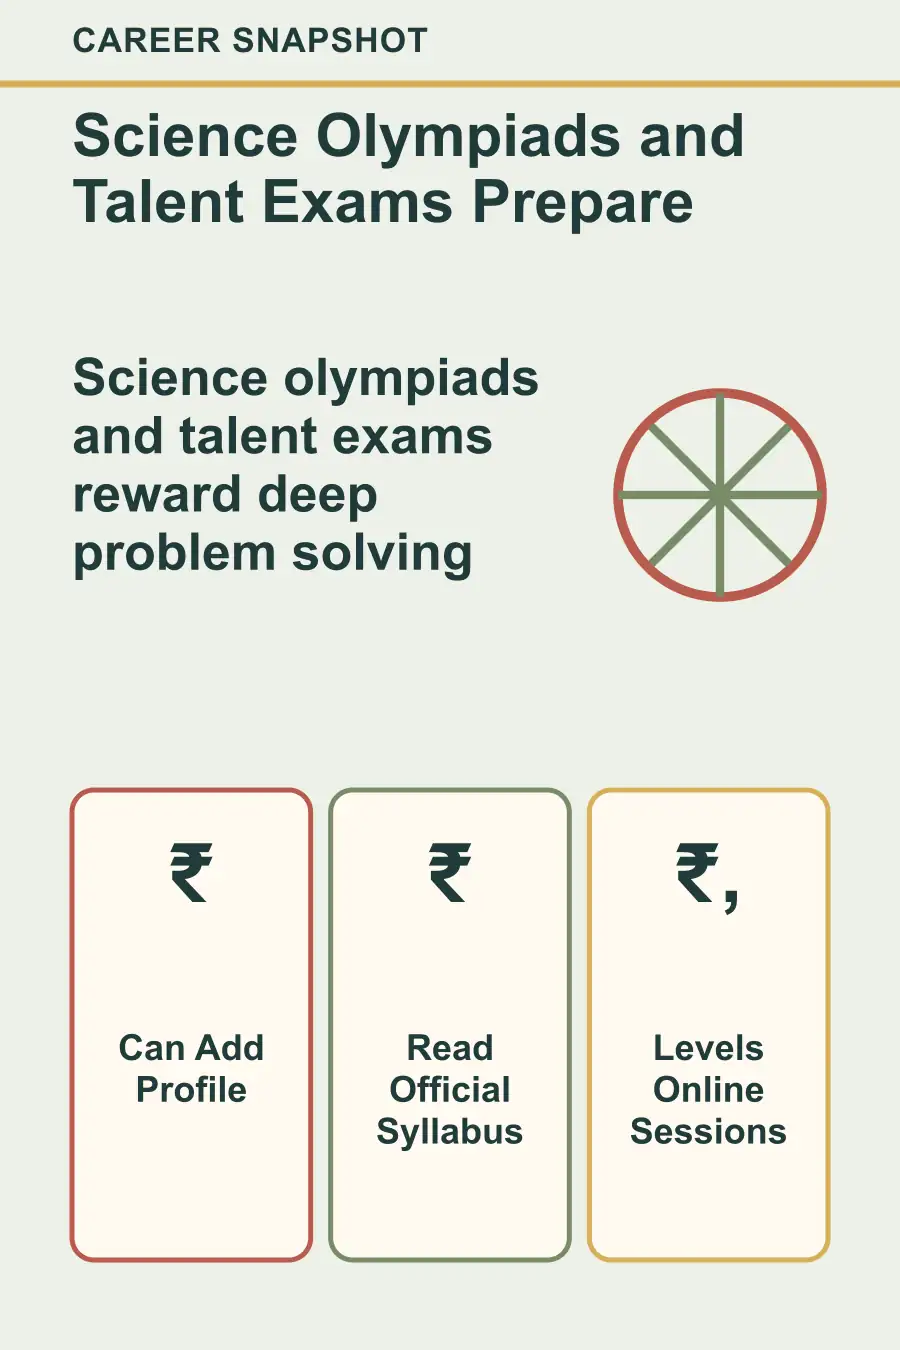 CAREER SNAPSHOT
Science Olympiads and
Talent Exams Prepare
Science olympiads
and talent exams
reward deep
problem solving
₹
Can Add
Profile
₹
Read
Official
Syllabus
₹,
Levels
Online
Sessions